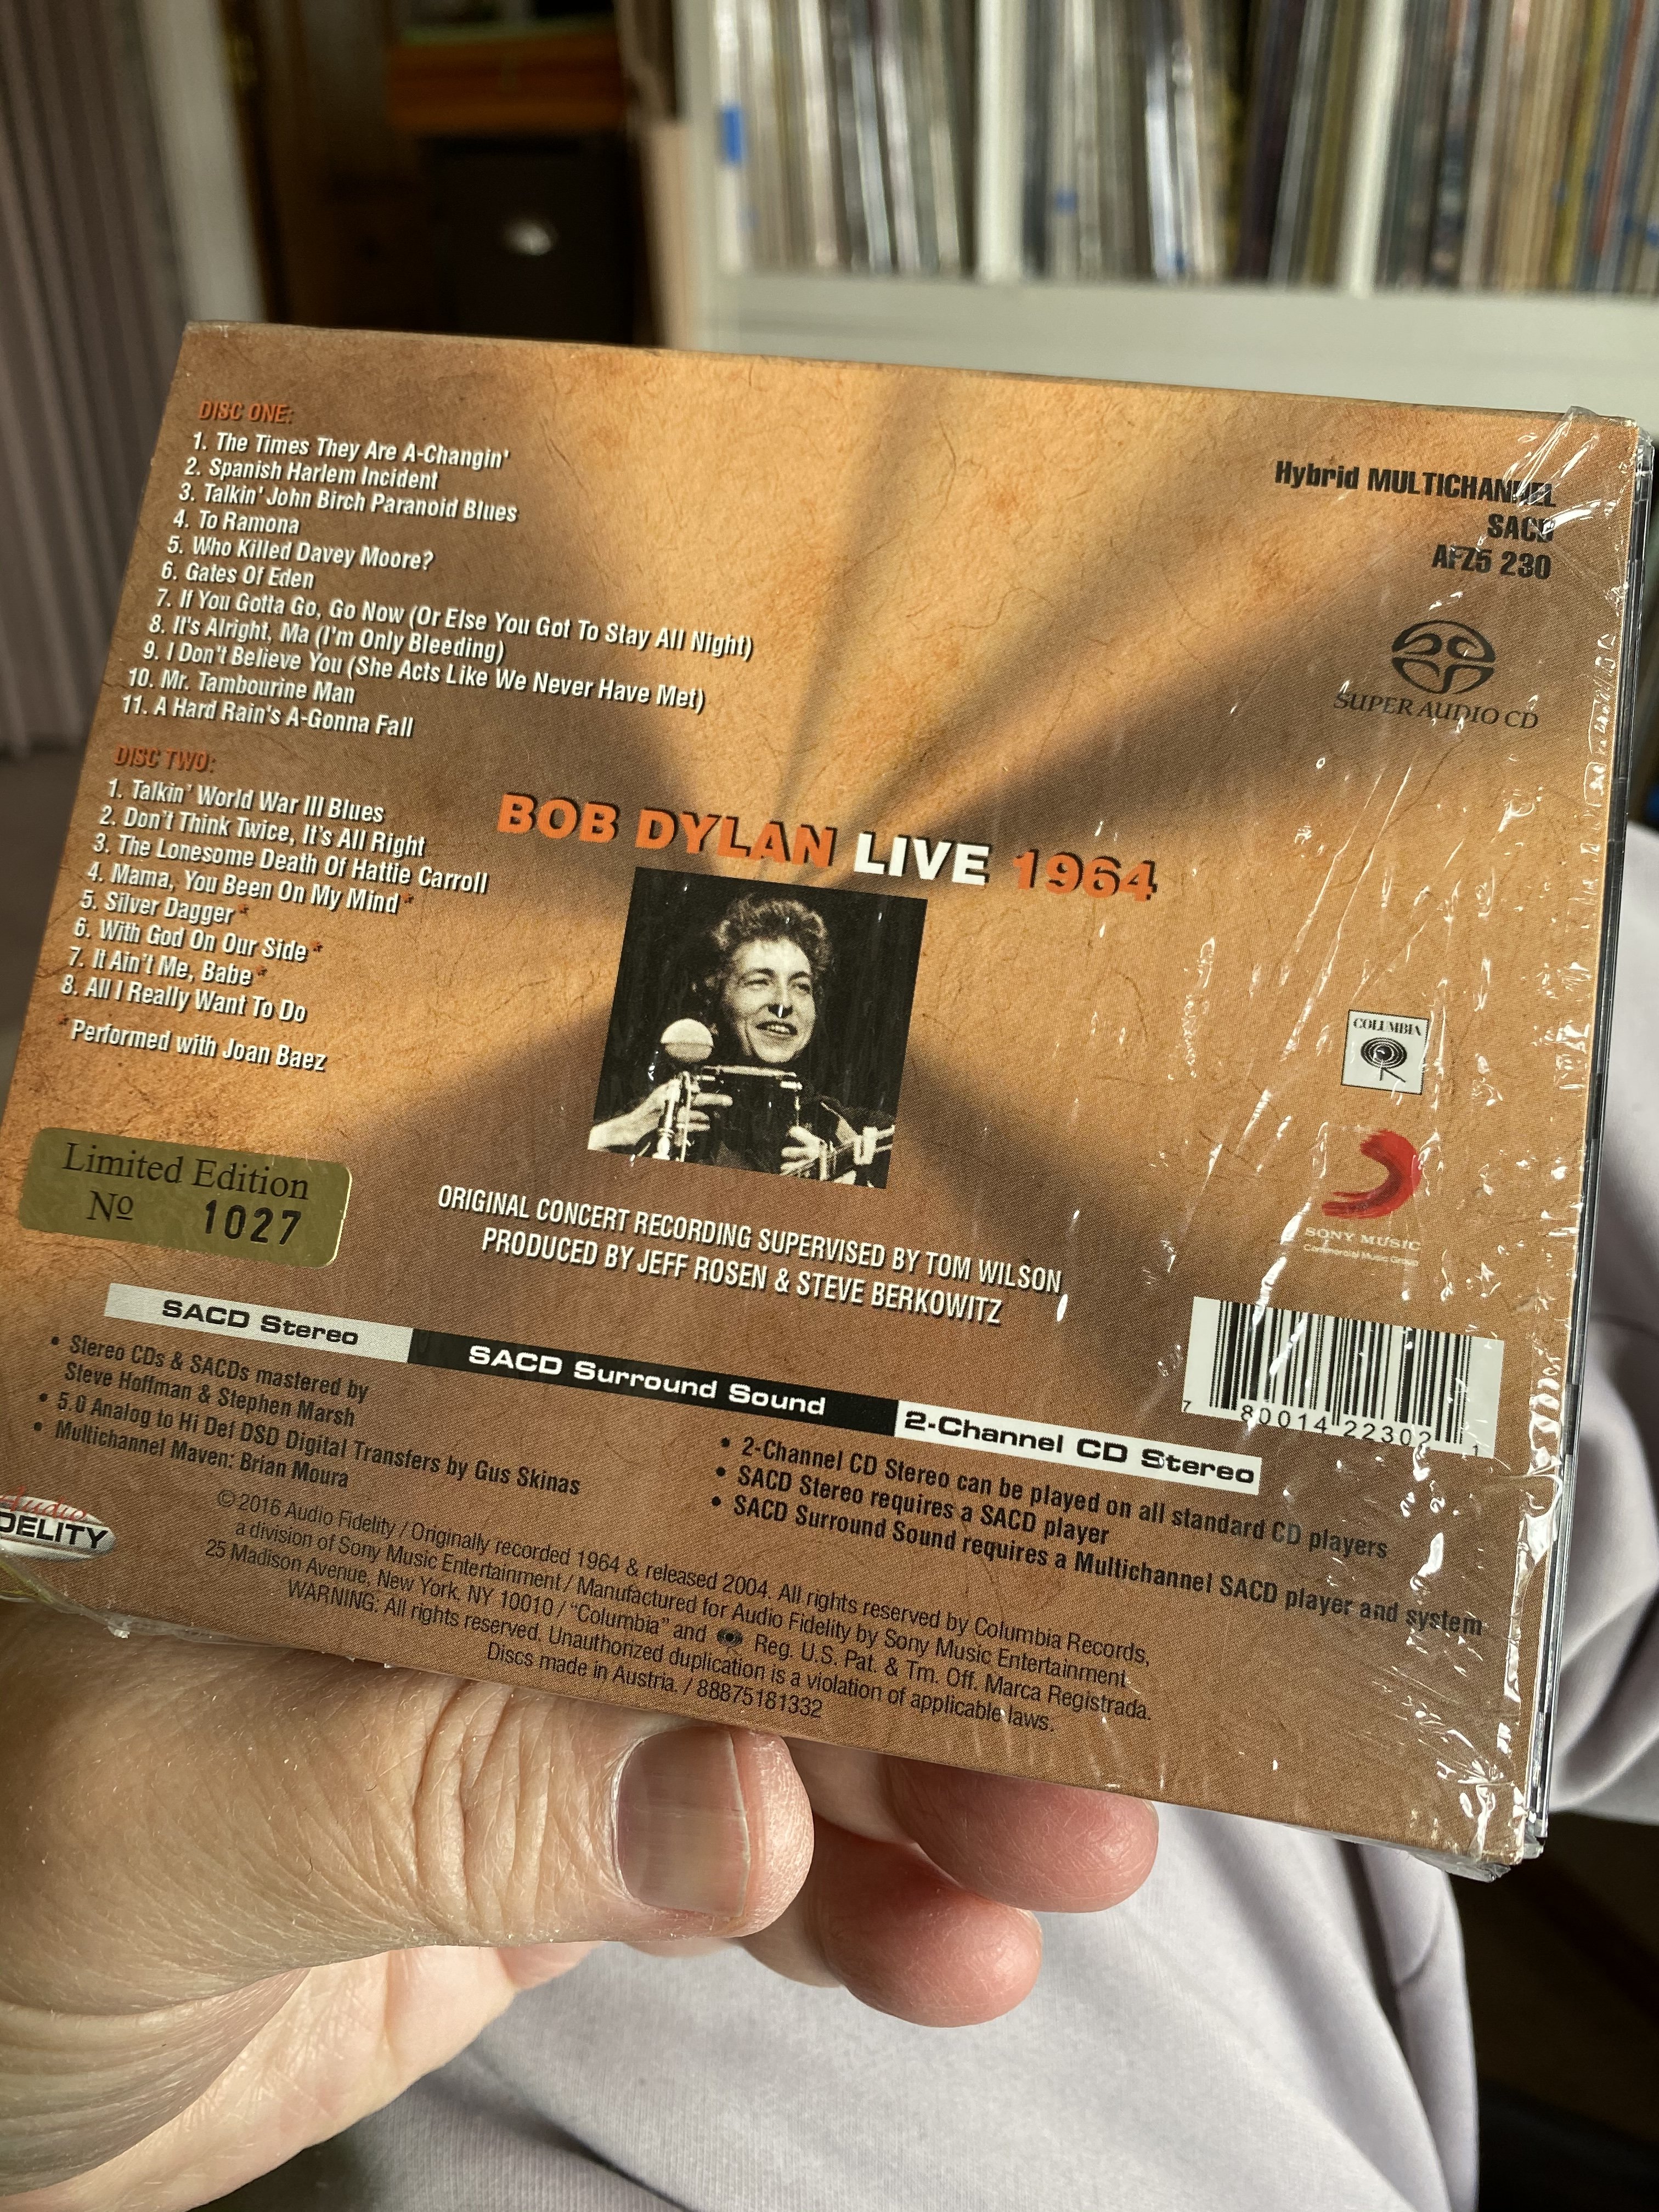 DISC ONE:
1. The Times They Are A-Changin'
2. Spanish Harlem Incident
3. Talkin' John Birch Paranoid Blues
4. To Ramona
5. Who Killed Davey Moore?
6. Gates Of Eden
7. If You Gotta Go, Go Now (Or Else You Got To Stay All Night)
8. It's Alright, Ma (I'm Only Bleeding)
9. I Don't Believe You (She Acts Like We Never Have Met)
10. Mr. Tambourine Man
11. A Hard Rain's A-Gonna Fall
DISC TWO:
1. Talkin' World War III Blues
2. Don't Think Twice, It's All Right
3. The Lonesome Death Of Hattie Carroll
4. Mama, You Been On My Mind*
5. Silver Dagger*
6. With God On Our Side*
7. It Ain't Me, Babe*
8. All I Really Want To Do
*Performed with Joan Baez
Hybrid MULTICHANNEL
SACD
AFZ5 230
SUPER AUDIO CD
BOB DYLAN LIVE 1964
COLUMBIA
SONY MUSIC
Commercial Music Group
Limited Edition
Nº 1027
ORIGINAL CONCERT RECORDING SUPERVISED BY TOM WILSON
PRODUCED BY JEFF ROSEN & STEVE BERKOWITZ
7 80014 22302 1
SACD Stereo
SACD Surround Sound
2-Channel CD Stereo
• Stereo CDs & SACDs mastered by
Steve Hoffman & Stephen Marsh
• 5.0 Analog to Hi Def DSD Digital Transfers by Gus Skinas
• Multichannel Maven: Brian Moura
• 2-Channel CD Stereo can be played on all standard CD players
• SACD Stereo requires a SACD player
• SACD Surround Sound requires a Multichannel SACD player and system
Audio
DELITY
© 2016 Audio Fidelity / Originally recorded 1964 & released 2004. All rights reserved by Columbia Records,
a division of Sony Music Entertainment / Manufactured for Audio Fidelity by Sony Music Entertainment
25 Madison Avenue, New York, NY 10010 / "Columbia" and Reg. U.S. Pat. & Tm. Off. Marca Registrada.
WARNING: All rights reserved. Unauthorized duplication is a violation of applicable laws.
Discs made in Austria. / 88875181332